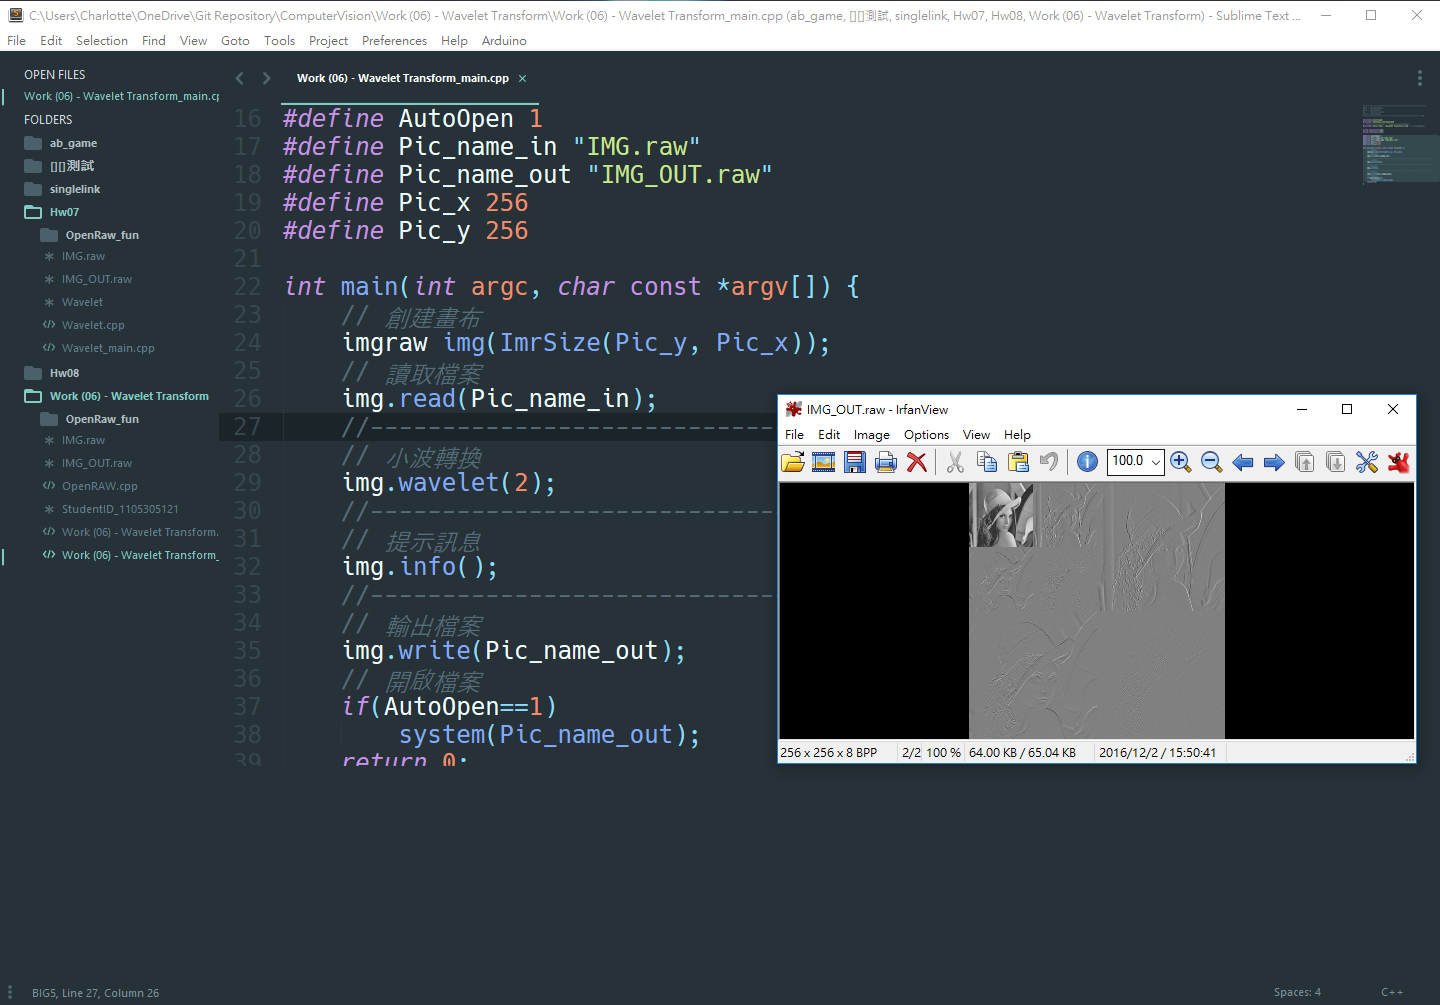 C:\Users\Charlotte\OneDrive\Git Repository\ComputerVision\Work (06) - Wavelet Transform\Work (06) - Wavelet Transform_main.cpp (ab_game, [][]測試, singlelink, Hw07, Hw08, Work (06) - Wavelet Transform) - Sublime Text ...
File Edit Selection Find View Goto Tools Project Preferences Help Arduino
OPEN FILES
Work (06) - Wavelet Transform_main.cp
FOLDERS
ab_game
[][]測試
singlelink
Hw07
OpenRaw_fun
IMG.raw
IMG_OUT.raw
Wavelet
Wavelet.cpp
Wavelet_main.cpp
Hw08
Work (06) - Wavelet Transform
OpenRaw_fun
IMG.raw
IMG_OUT.raw
OpenRAW.cpp
StudentID_1105305121
Work (06) - Wavelet Transform.
Work (06) - Wavelet Transform_
Work (06) - Wavelet Transform_main.cpp ×
16 #define AutoOpen 1
17 #define Pic_name_in "IMG.raw"
18 #define Pic_name_out "IMG_OUT.raw"
19 #define Pic_x 256
20 #define Pic_y 256
21
22 int main(int argc, char const *argv[]) {
23 // 創建畫布
24 imgraw img(ImrSize(Pic_y, Pic_x));
25 // 讀取檔案
26 img.read(Pic_name_in);
27 //----------------------------
28 // 小波轉換
29 img.wavelet(2);
30 //----------------------------
31 // 提示訊息
32 img.info();
33 //----------------------------
34 // 輸出檔案
35 img.write(Pic_name_out);
36 // 開啟檔案
37 if(AutoOpen==1)
38 system(Pic_name_out);
39 return 0;
IMG_OUT.raw - IrfanView
File Edit Image Options View Help
100.0
256 x 256 x 8 BPP 2/2 100 % 64.00 KB / 65.04 KB 2016/12/2 / 15:50:41
BIG5, Line 27, Column 26
Spaces: 4
C++